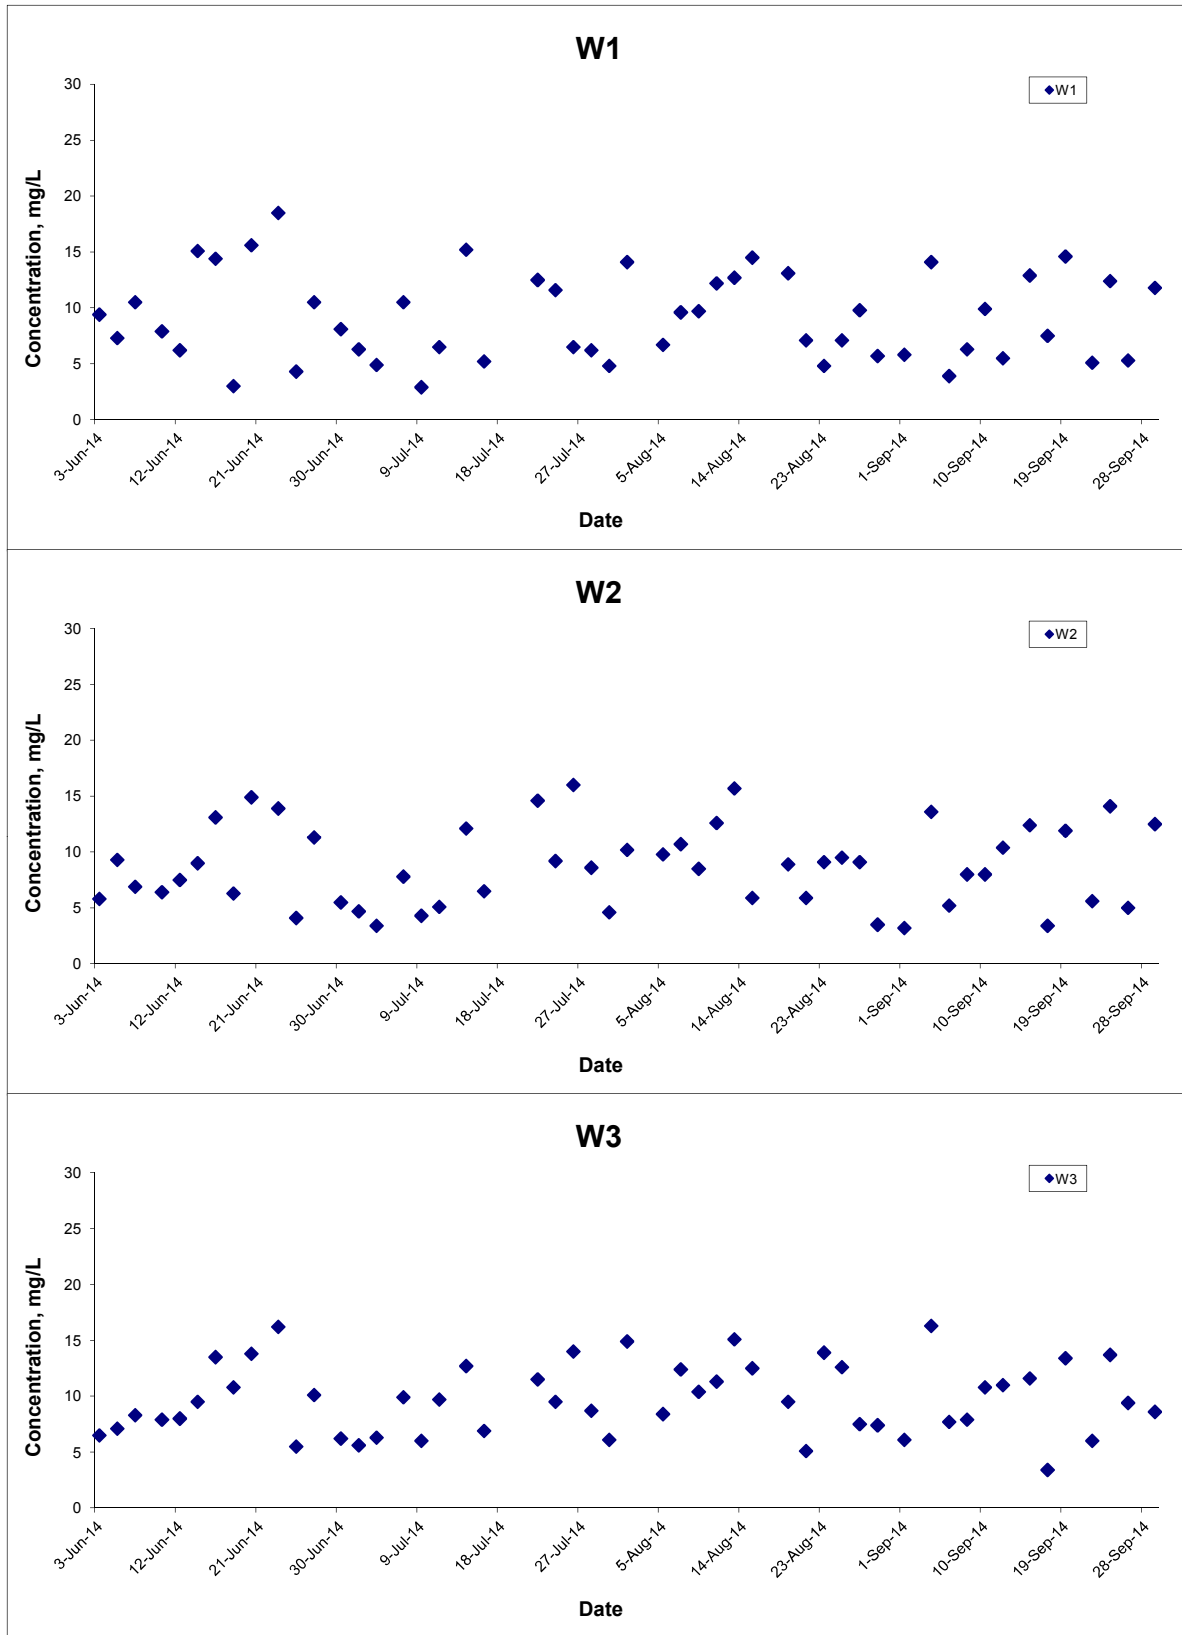 W1
30
W1
25
20
15
10
5
0
Concentration, mg/L
3-Jun-14
12-Jun-14
21-Jun-14
30-Jun-14
9-Jul-14
18-Jul-14
27-Jul-14
5-Aug-14
14-Aug-14
23-Aug-14
1-Sep-14
10-Sep-14
19-Sep-14
28-Sep-14
Date
W2
30
W2
25
20
15
10
5
0
Concentration, mg/L
3-Jun-14
12-Jun-14
21-Jun-14
30-Jun-14
9-Jul-14
18-Jul-14
27-Jul-14
5-Aug-14
14-Aug-14
23-Aug-14
1-Sep-14
10-Sep-14
19-Sep-14
28-Sep-14
Date
W3
30
W3
25
20
15
10
5
0
Concentration, mg/L
3-Jun-14
12-Jun-14
21-Jun-14
30-Jun-14
9-Jul-14
18-Jul-14
27-Jul-14
5-Aug-14
14-Aug-14
23-Aug-14
1-Sep-14
10-Sep-14
19-Sep-14
28-Sep-14
Date